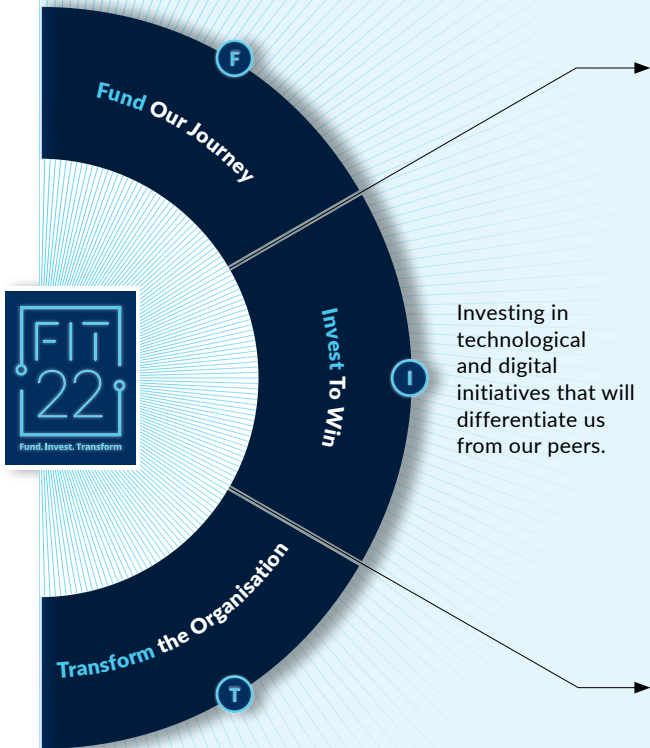 F
Fund Our Journey
FIT
22
Fund. Invest. Transform
Invest To Win
I
Investing in
technological
and digital
initiatives that will
differentiate us
from our peers.
Transform the Organisation
T